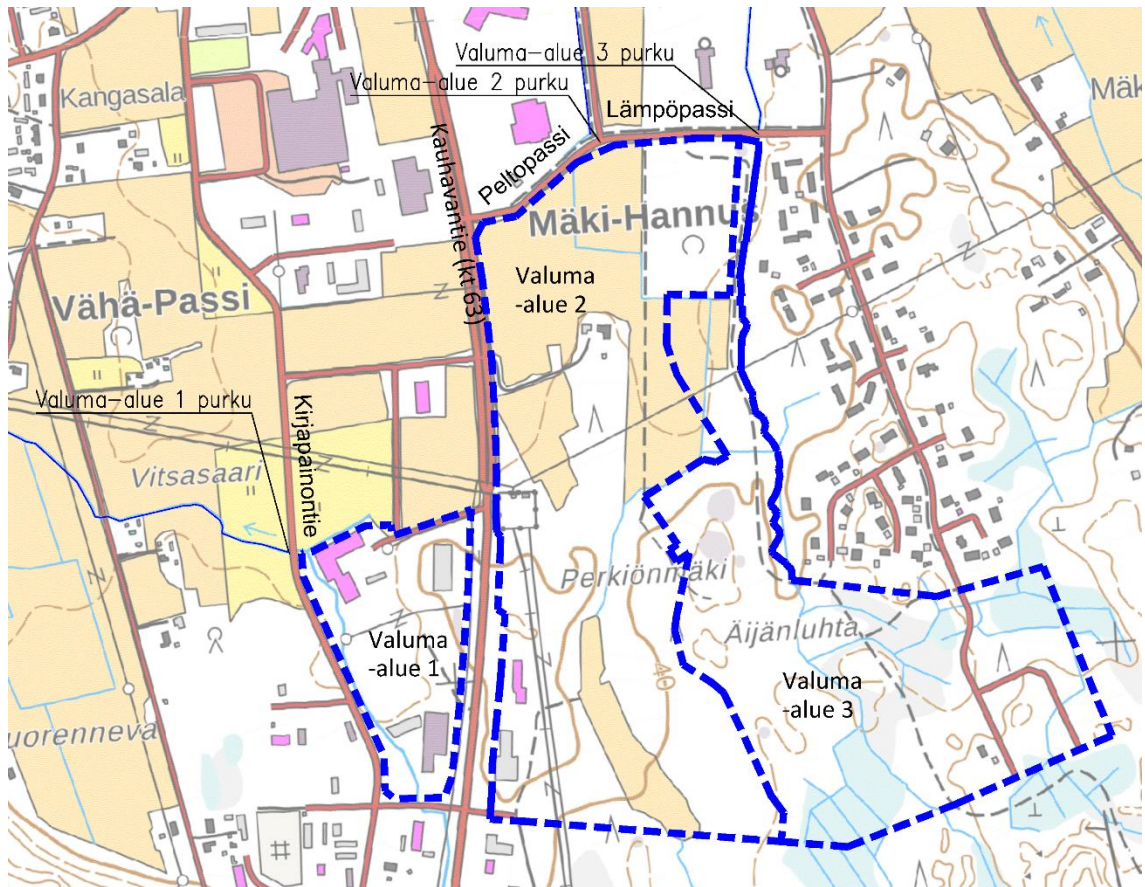 Valuma-alue 3 purku
Valuma-alue 2 purku
Lämpöpassi
Kangasala
Mäk
Kauhavantie (kt 63)
Peltopassi
Mäki-Hannus
Valuma
-alue 2
Vähä-Passi
Valuma-alue 1 purku
Kirjapainontie
Vitsasaari
Perkiönmäki
Äijänluhta
Valuma
-alue 1
40
Valuma
-alue 3
uorenneva